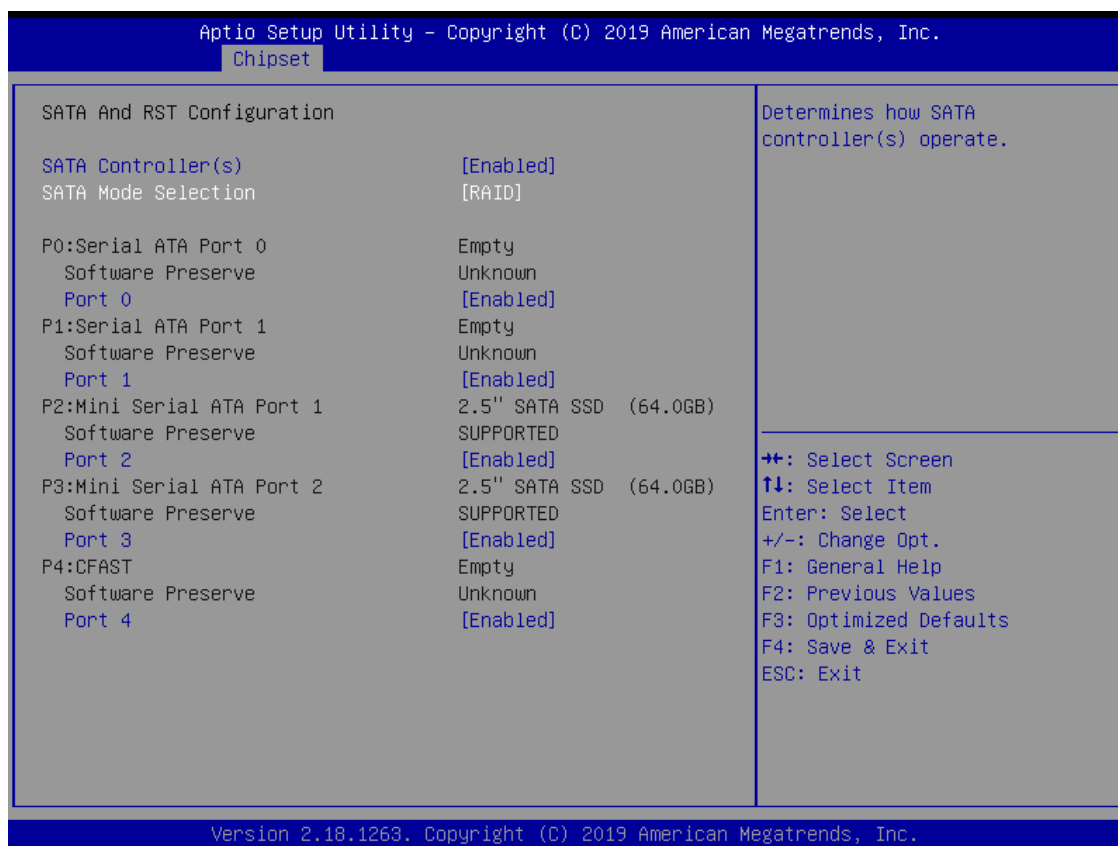 Aptio Setup Utility – Copyright (C) 2019 American Megatrends, Inc.
Chipset
SATA And RST Configuration
SATA Controller(s) [Enabled]
SATA Mode Selection [RAID]
P0:Serial ATA Port 0 Empty
Software Preserve Unknown
Port 0 [Enabled]
P1:Serial ATA Port 1 Empty
Software Preserve Unknown
Port 1 [Enabled]
P2:Mini Serial ATA Port 1 2.5" SATA SSD (64.0GB)
Software Preserve SUPPORTED
Port 2 [Enabled]
P3:Mini Serial ATA Port 2 2.5" SATA SSD (64.0GB)
Software Preserve SUPPORTED
Port 3 [Enabled]
P4:CFAST Empty
Software Preserve Unknown
Port 4 [Enabled]
Determines how SATA
controller(s) operate.
→←: Select Screen
↑↓: Select Item
Enter: Select
+/-: Change Opt.
F1: General Help
F2: Previous Values
F3: Optimized Defaults
F4: Save & Exit
ESC: Exit
Version 2.18.1263. Copyright (C) 2019 American Megatrends, Inc.